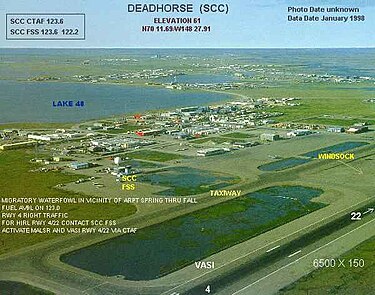 DEADHORSE (SCC)
Photo Date unknown
SCC CTAF 123.6
ELEVATION 61
Data Date January 1998
SCC FSS 123.6 122.2
N70 11.69/W148 27.91
LAKE 48
WINDSOCK
SCC
FSS
TAXIWAY
MIGRATORY WATERFOWL IN VICINITY OF ARPT SPRING THRU FALL
FUEL AVBL ON 123.0
RWY 4 RIGHT TRAFFIC
FOR HIRL RWY 4/22 CONTACT SCC FSS
ACTIVATE MALSR AND VASI RWY 4/22 VIA CTAF
22
VASI
6500 X 150
4